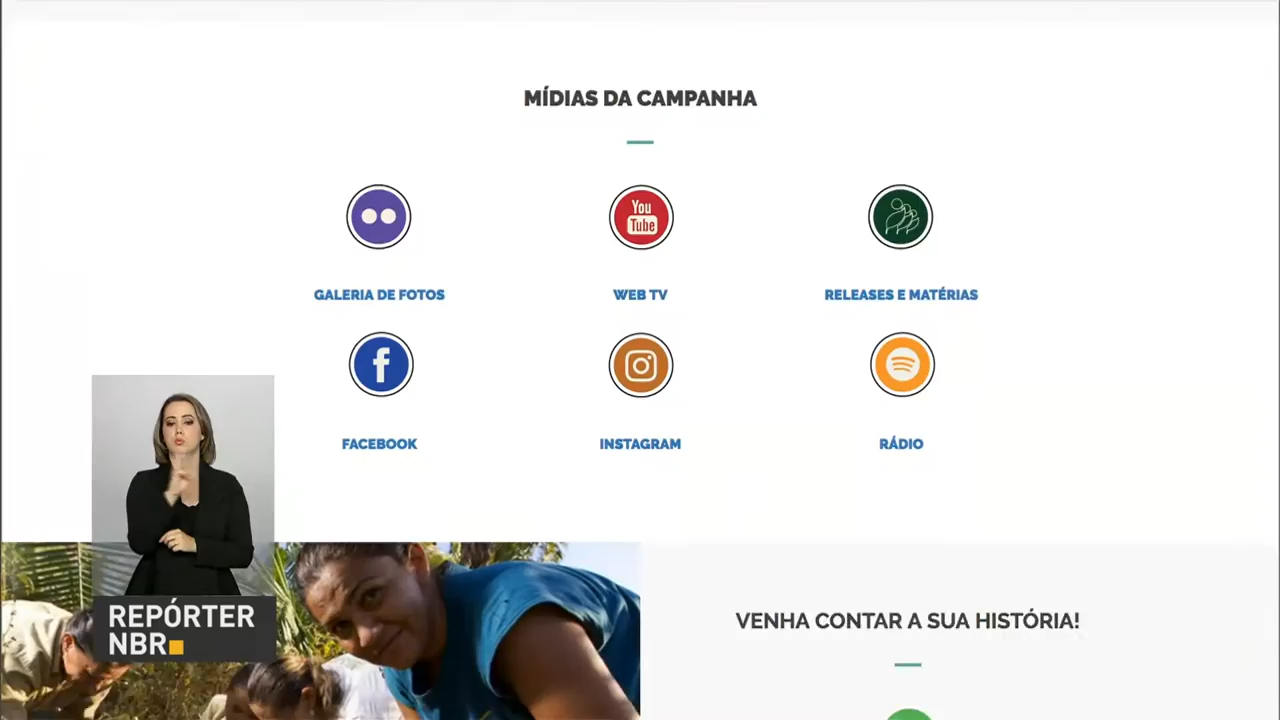 MÍDIAS DA CAMPANHA
You
Tube
GALERIA DE FOTOS
WEB TV
RELEASES E MATÉRIAS
FACEBOOK
INSTAGRAM
RÁDIO
REPÓRTER
NBR
VENHA CONTAR A SUA HISTÓRIA!